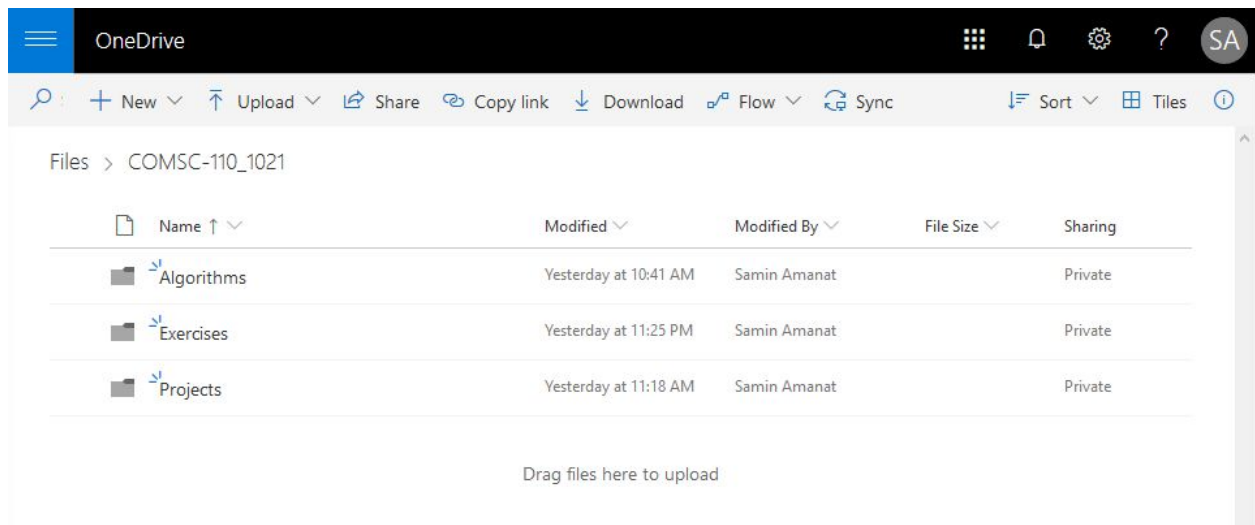 OneDrive ? SA
New Upload Share Copy link Download Flow Sync Sort Tiles
Files > COMSC-110_1021
Name ↑ Modified Modified By File Size Sharing
Algorithms Yesterday at 10:41 AM Samin Amanat Private
Exercises Yesterday at 11:25 PM Samin Amanat Private
Projects Yesterday at 11:18 AM Samin Amanat Private
Drag files here to upload